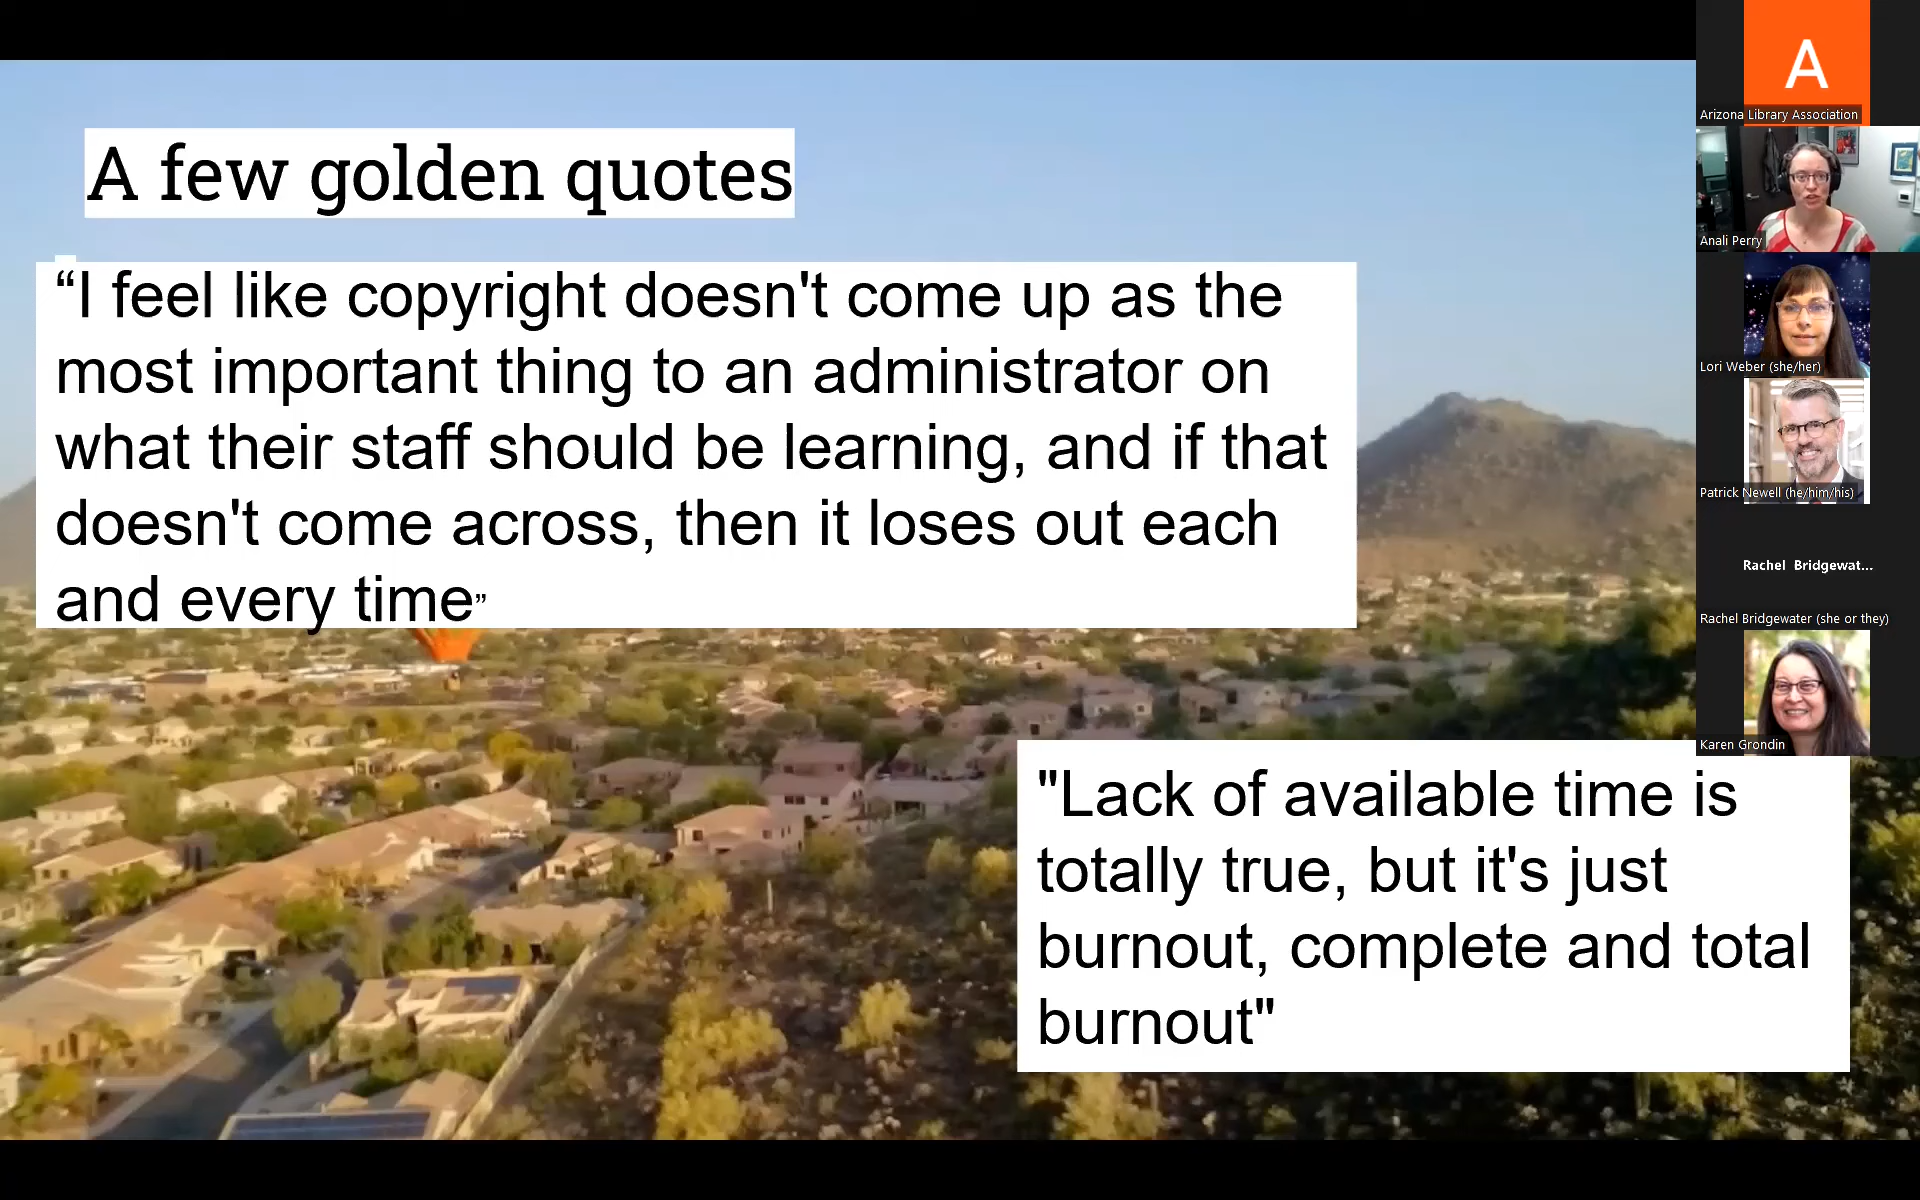 A few golden quotes
“I feel like copyright doesn't come up as the
most important thing to an administrator on
what their staff should be learning, and if that
doesn't come across, then it loses out each
and every time”
"Lack of available time is
totally true, but it's just
burnout, complete and total
burnout"
A
Arizona Library Association
Anali Perry
Lori Weber (she/her)
Patrick Newell (he/him/his)
Rachel Bridgewat...
Rachel Bridgewater (she or they)
Karen Grondin